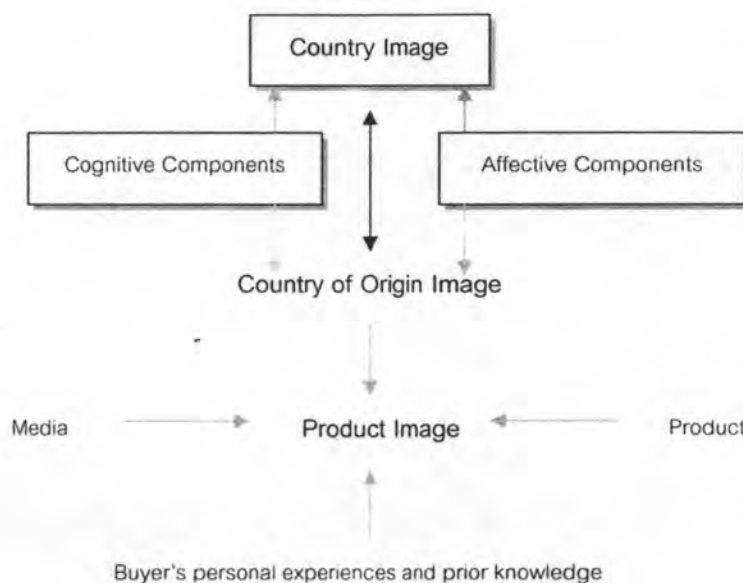 Country Image
Cognitive Components
Affective Components
Country of Origin Image
Media
Product Image
Product
Buyer's personal experiences and prior knowledge